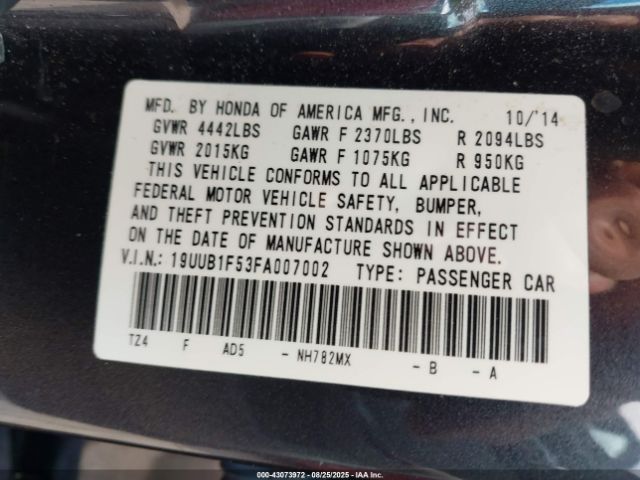 MFD. BY HONDA OF AMERICA MFG., INC. 10/'14
GVWR 4442LBS GAWR F 2370LBS R 2094LBS
GVWR 2015KG GAWR F 1075KG R 950KG
THIS VEHICLE CONFORMS TO ALL APPLICABLE
FEDERAL MOTOR VEHICLE SAFETY, BUMPER,
AND THEFT PREVENTION STANDARDS IN EFFECT
ON THE DATE OF MANUFACTURE SHOWN ABOVE.
V.I.N.: 19UUB1F53FA007002 TYPE: PASSENGER CAR
TZ4 F AD5 - NH782MX - B - A
000-43073972 - 08/25/2025 - IAA Inc.